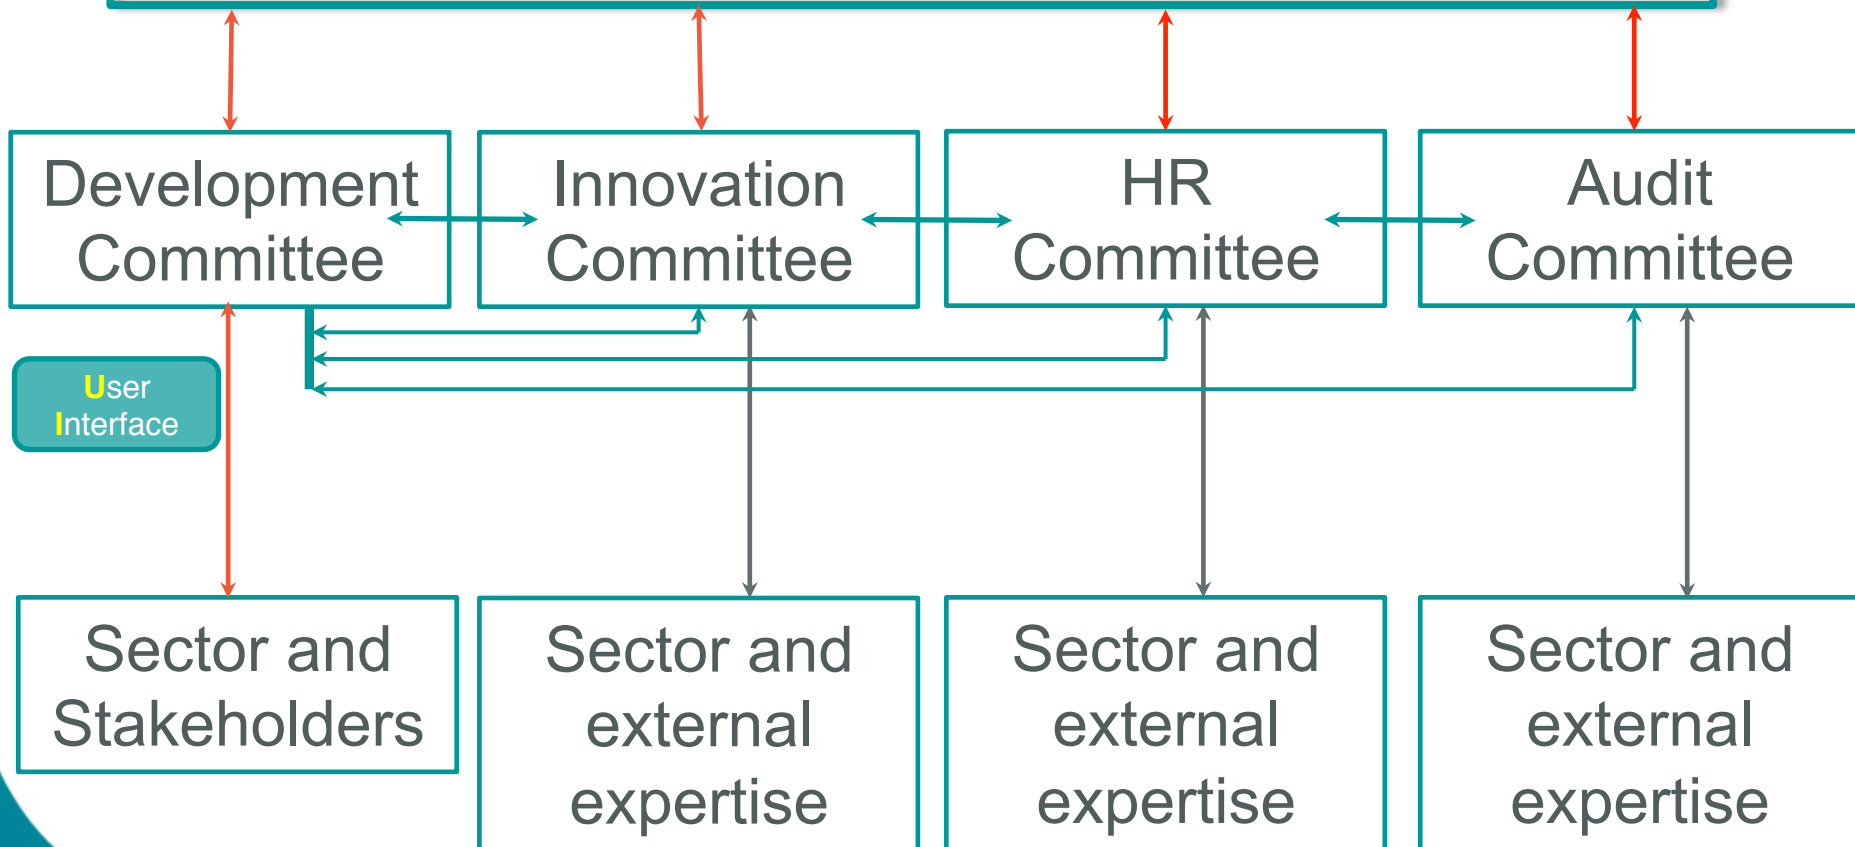 Development
Committee
Innovation
Committee
HR
Committee
Audit
Committee
User
Interface
Sector and
Stakeholders
Sector and
external
expertise
Sector and
external
expertise
Sector and
external
expertise